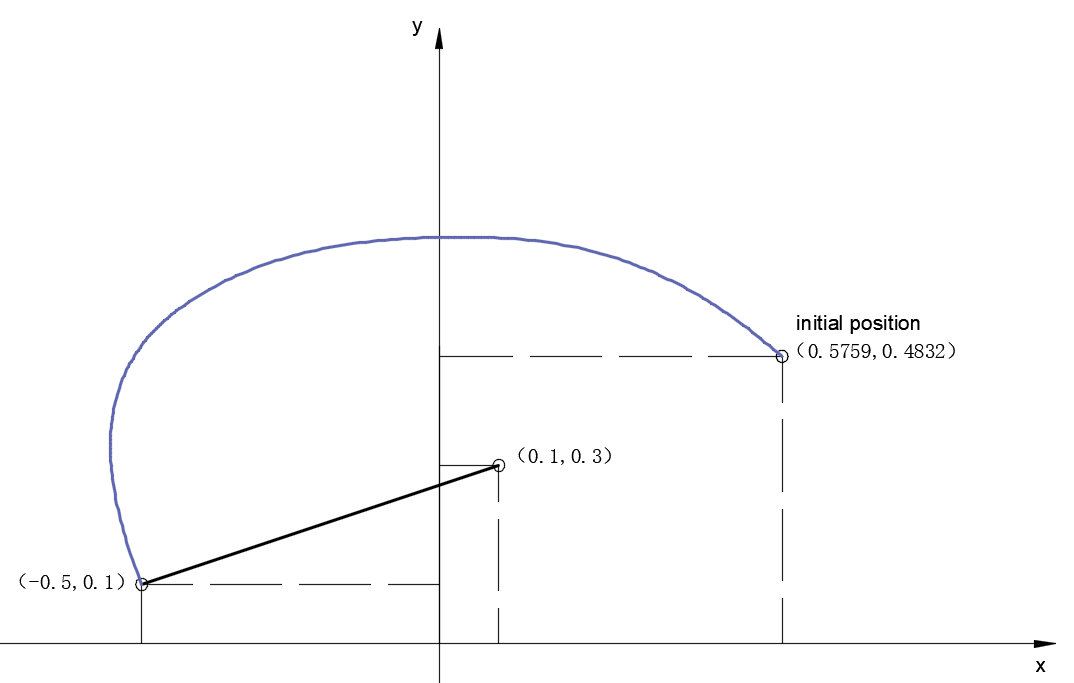 y
initial position
(0.5759,0.4832)
(0.1,0.3)
(-0.5,0.1)
x